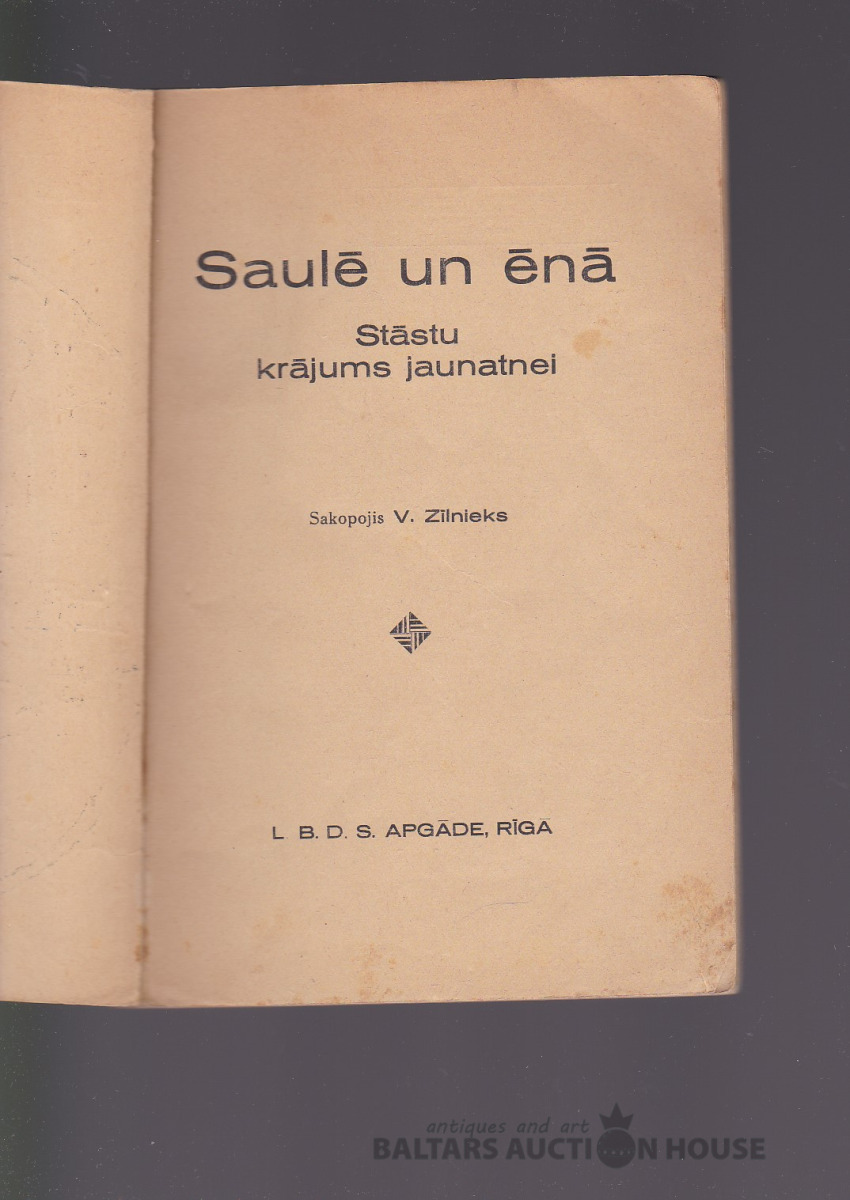 Saulē un ēnā
Stāstu
krājums jaunatnei
Sakopojis V. Zīlnieks
L. B. D. S. APGĀDE, RĪGĀ
antiques and art
BALTARS AUCTION HOUSE